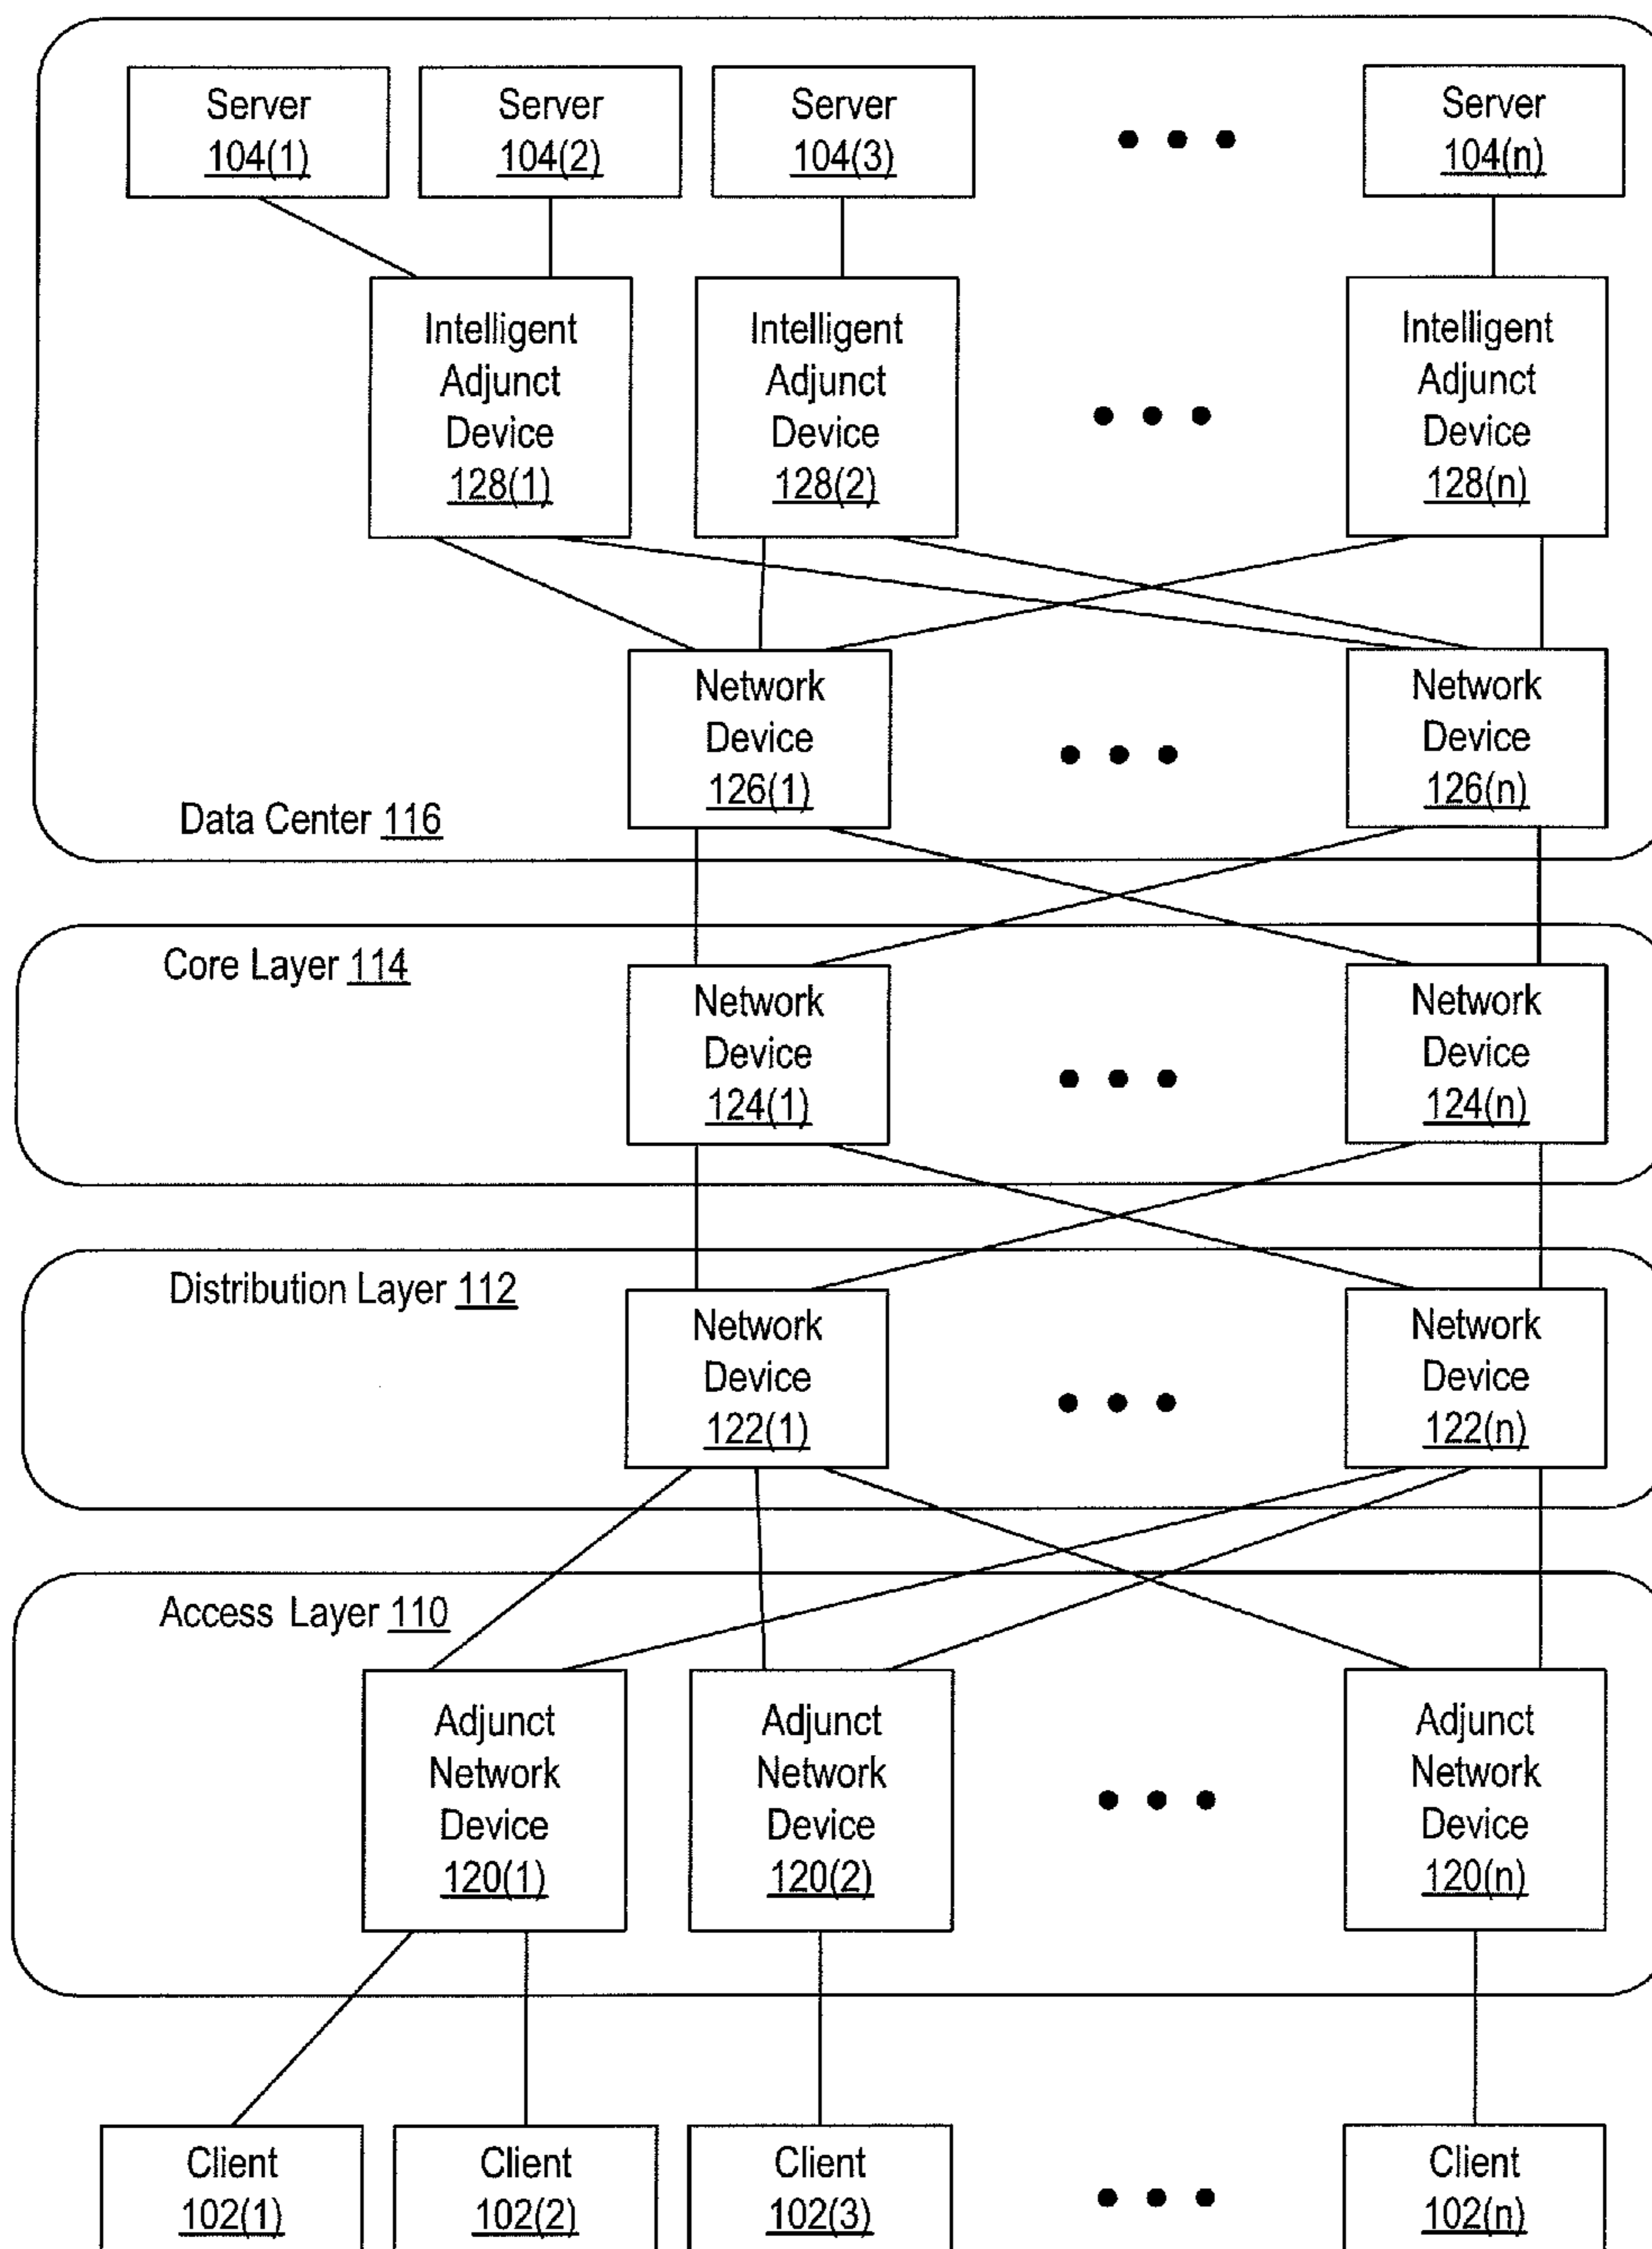 Server
104(1)
Server
104(2)
Server
104(3)
Server
104(n)
Intelligent
Adjunct
Device
128(1)
Intelligent
Adjunct
Device
128(2)
Intelligent
Adjunct
Device
128(n)
Network
Device
126(1)
Network
Device
126(n)
Data Center 116
Core Layer 114
Network
Device
124(1)
Network
Device
124(n)
Distribution Layer 112
Network
Device
122(1)
Network
Device
122(n)
Access Layer 110
Adjunct
Network
Device
120(1)
Adjunct
Network
Device
120(2)
Adjunct
Network
Device
120(n)
Client
102(1)
Client
102(2)
Client
102(3)
Client
102(n)